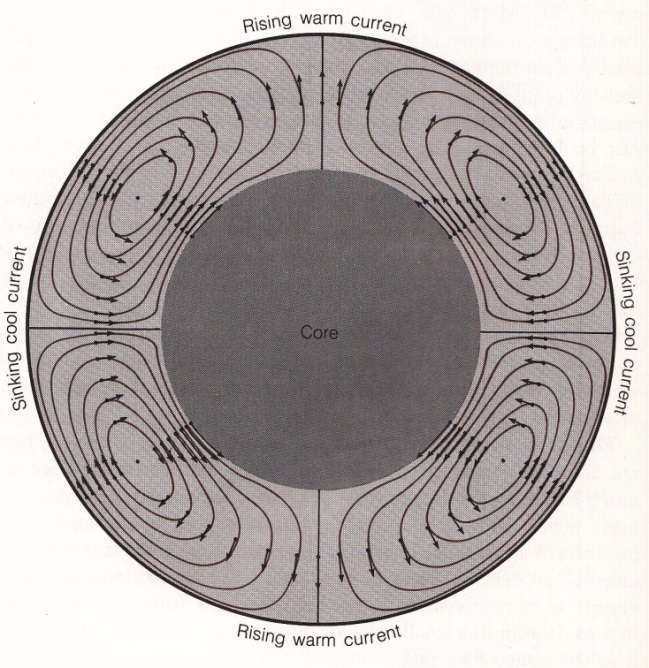 Rising warm current
Sinking cool current
Core
Sinking cool current
Rising warm current